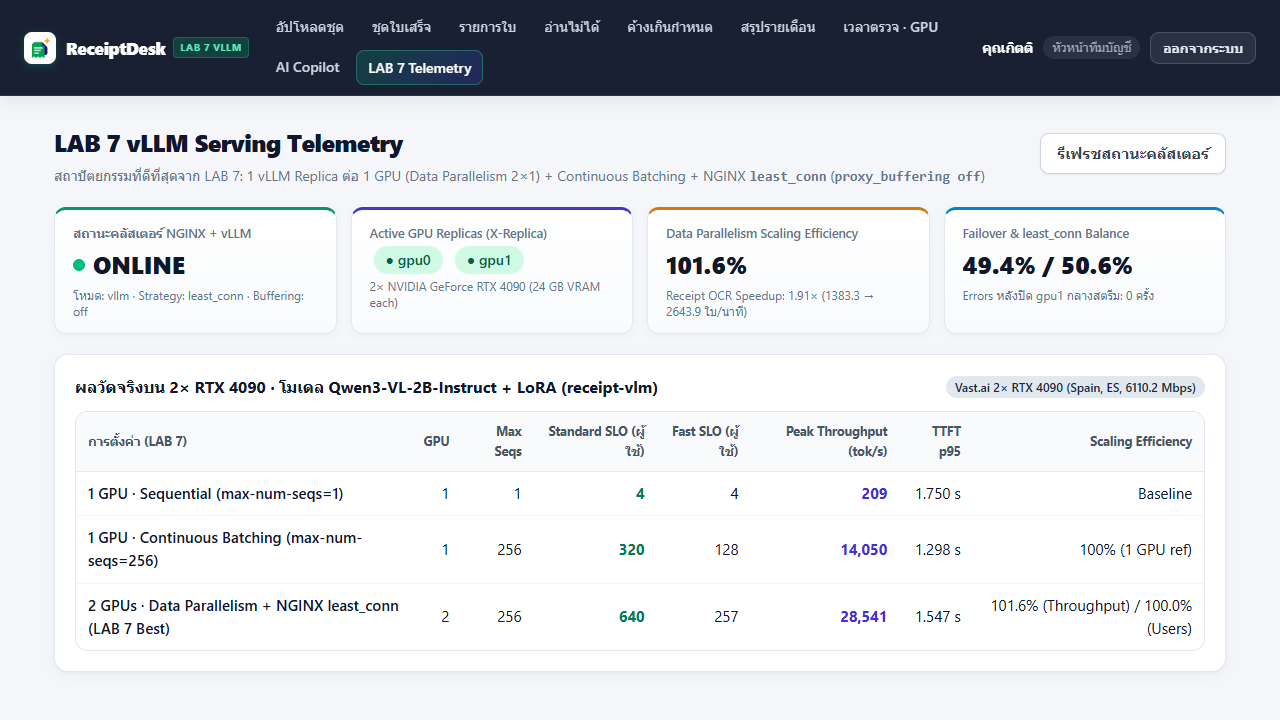 ReceiptDesk
LAB 7 VLLM
อัปโหลดชุด
ชุดใบเสร็จ
รายการใบ
อ่านไม่ได้
ค้างเกินกำหนด
สรุปรายเดือน
เวลาตรวจ · GPU
AI Copilot
LAB 7 Telemetry
คุณกิตติ
หัวหน้าทีมบัญชี
ออกจากระบบ
LAB 7 vLLM Serving Telemetry
สถาปัตยกรรมที่ดีที่สุดจาก LAB 7: 1 vLLM Replica ต่อ 1 GPU (Data Parallelism 2×1) + Continuous Batching + NGINX least_conn (proxy_buffering off)
รีเฟรชสถานะคลัสเตอร์
สถานะคลัสเตอร์ NGINX + vLLM
ONLINE
โหมด: vllm · Strategy: least_conn · Buffering:
off
Active GPU Replicas (X-Replica)
● gpu0
● gpu1
2× NVIDIA GeForce RTX 4090 (24 GB VRAM
each)
Data Parallelism Scaling Efficiency
101.6%
Receipt OCR Speedup: 1.91× (1383.3 →
2643.9 ใบ/นาที)
Failover & least_conn Balance
49.4% / 50.6%
Errors หลังปิด gpu1 กลางสตรีม: 0 ครั้ง
ผลวัดจริงบน 2× RTX 4090 · โมเดล Qwen3-VL-2B-Instruct + LoRA (receipt-vlm)
Vast.ai 2× RTX 4090 (Spain, ES, 6110.2 Mbps)
การตั้งค่า (LAB 7)
GPU
Max
Seqs
Standard SLO (ผู้
ใช้)
Fast SLO (ผู้
ใช้)
Peak Throughput
(tok/s)
TTFT
p95
Scaling Efficiency
1 GPU · Sequential (max-num-seqs=1)
1
1
4
4
209
1.750 s
Baseline
1 GPU · Continuous Batching (max-num-
seqs=256)
1
256
320
128
14,050
1.298 s
100% (1 GPU ref)
2 GPUs · Data Parallelism + NGINX least_conn
(LAB 7 Best)
2
256
640
257
28,541
1.547 s
101.6% (Throughput) / 100.0%
(Users)